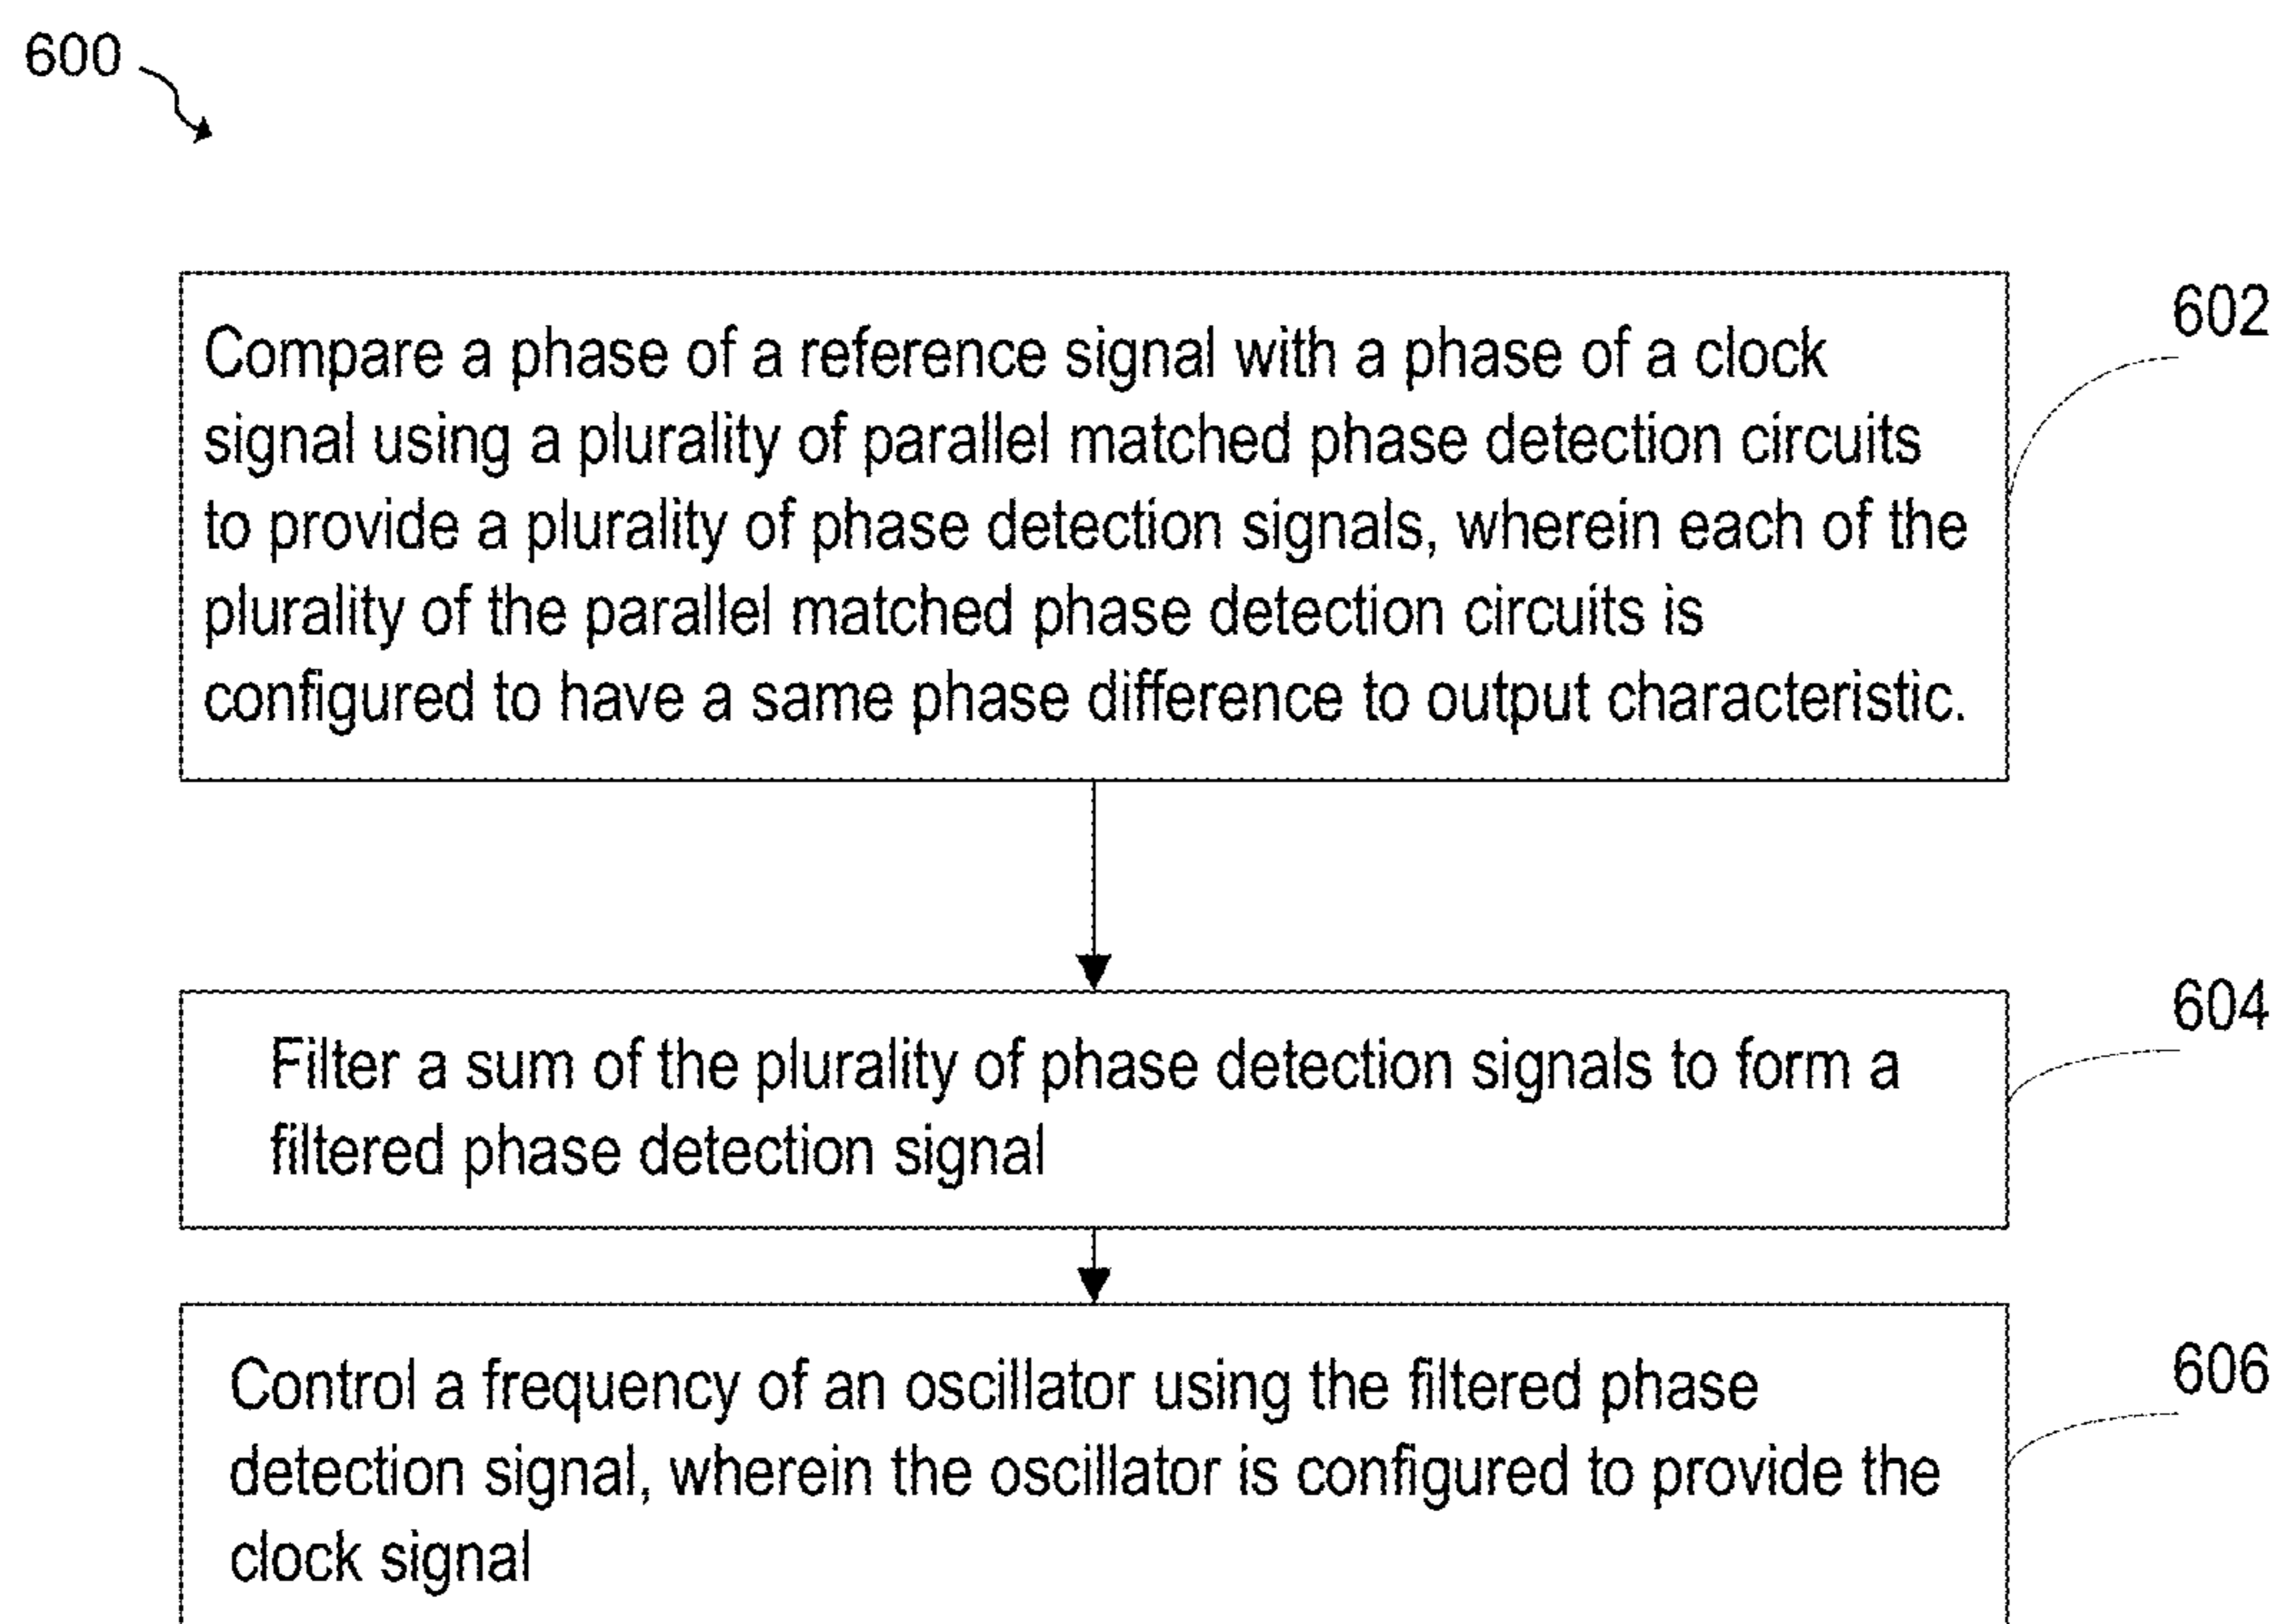 600
602
Compare a phase of a reference signal with a phase of a clock
signal using a plurality of parallel matched phase detection circuits
to provide a plurality of phase detection signals, wherein each of the
plurality of the parallel matched phase detection circuits is
configured to have a same phase difference to output characteristic.
604
Filter a sum of the plurality of phase detection signals to form a
filtered phase detection signal
606
Control a frequency of an oscillator using the filtered phase
detection signal, wherein the oscillator is configured to provide the
clock signal